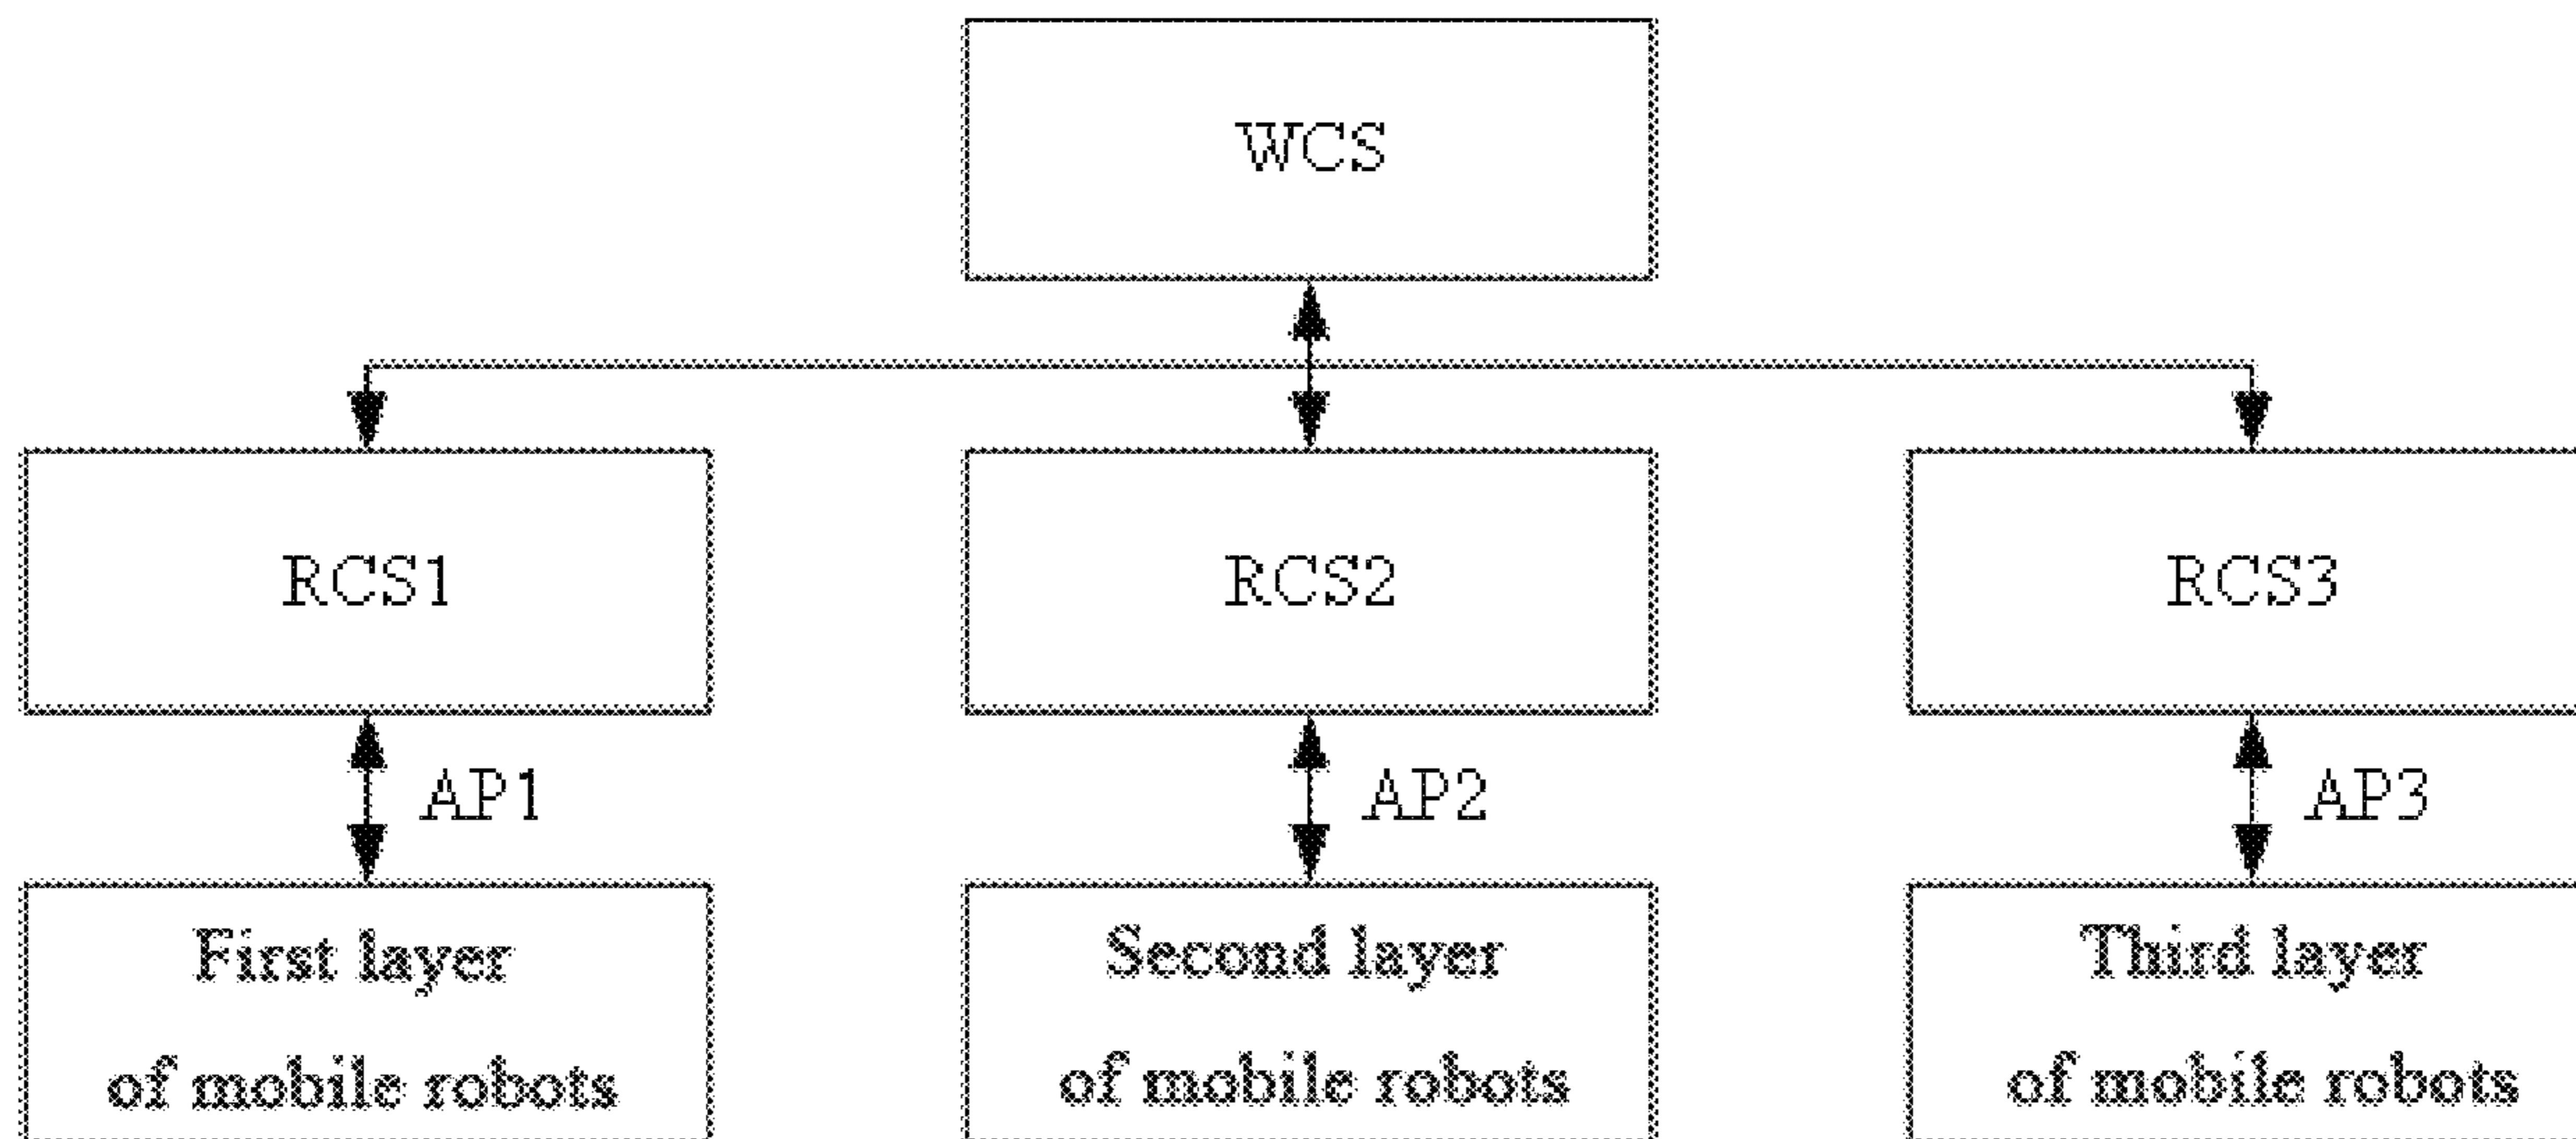 WCS
RCS1
RCS2
RCS3
AP1
AP2
AP3
First layer
of mobile robots
Second layer
of mobile robots
Third layer
of mobile robots